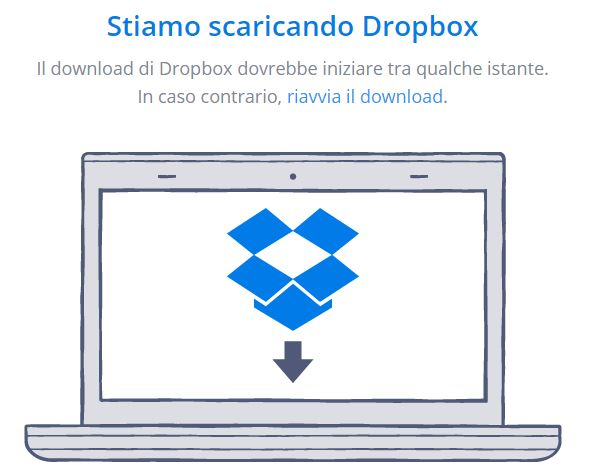 Stiamo scaricando Dropbox
Il download di Dropbox dovrebbe iniziare tra qualche istante.
In caso contrario, riavvia il download.